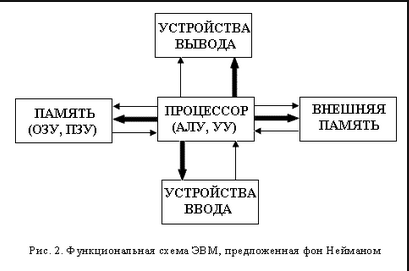 УСТРОЙСТВА
ВЫВОДА
ПАМЯТЬ
(ОЗУ, ПЗУ)
ПРОЦЕССОР
(АЛУ, УУ)
ВНЕШНЯЯ
ПАМЯТЬ
УСТРОЙСТВА
ВВОДА
Рис. 2. Функциональная схема ЭВМ, предложенная фон Нейманом